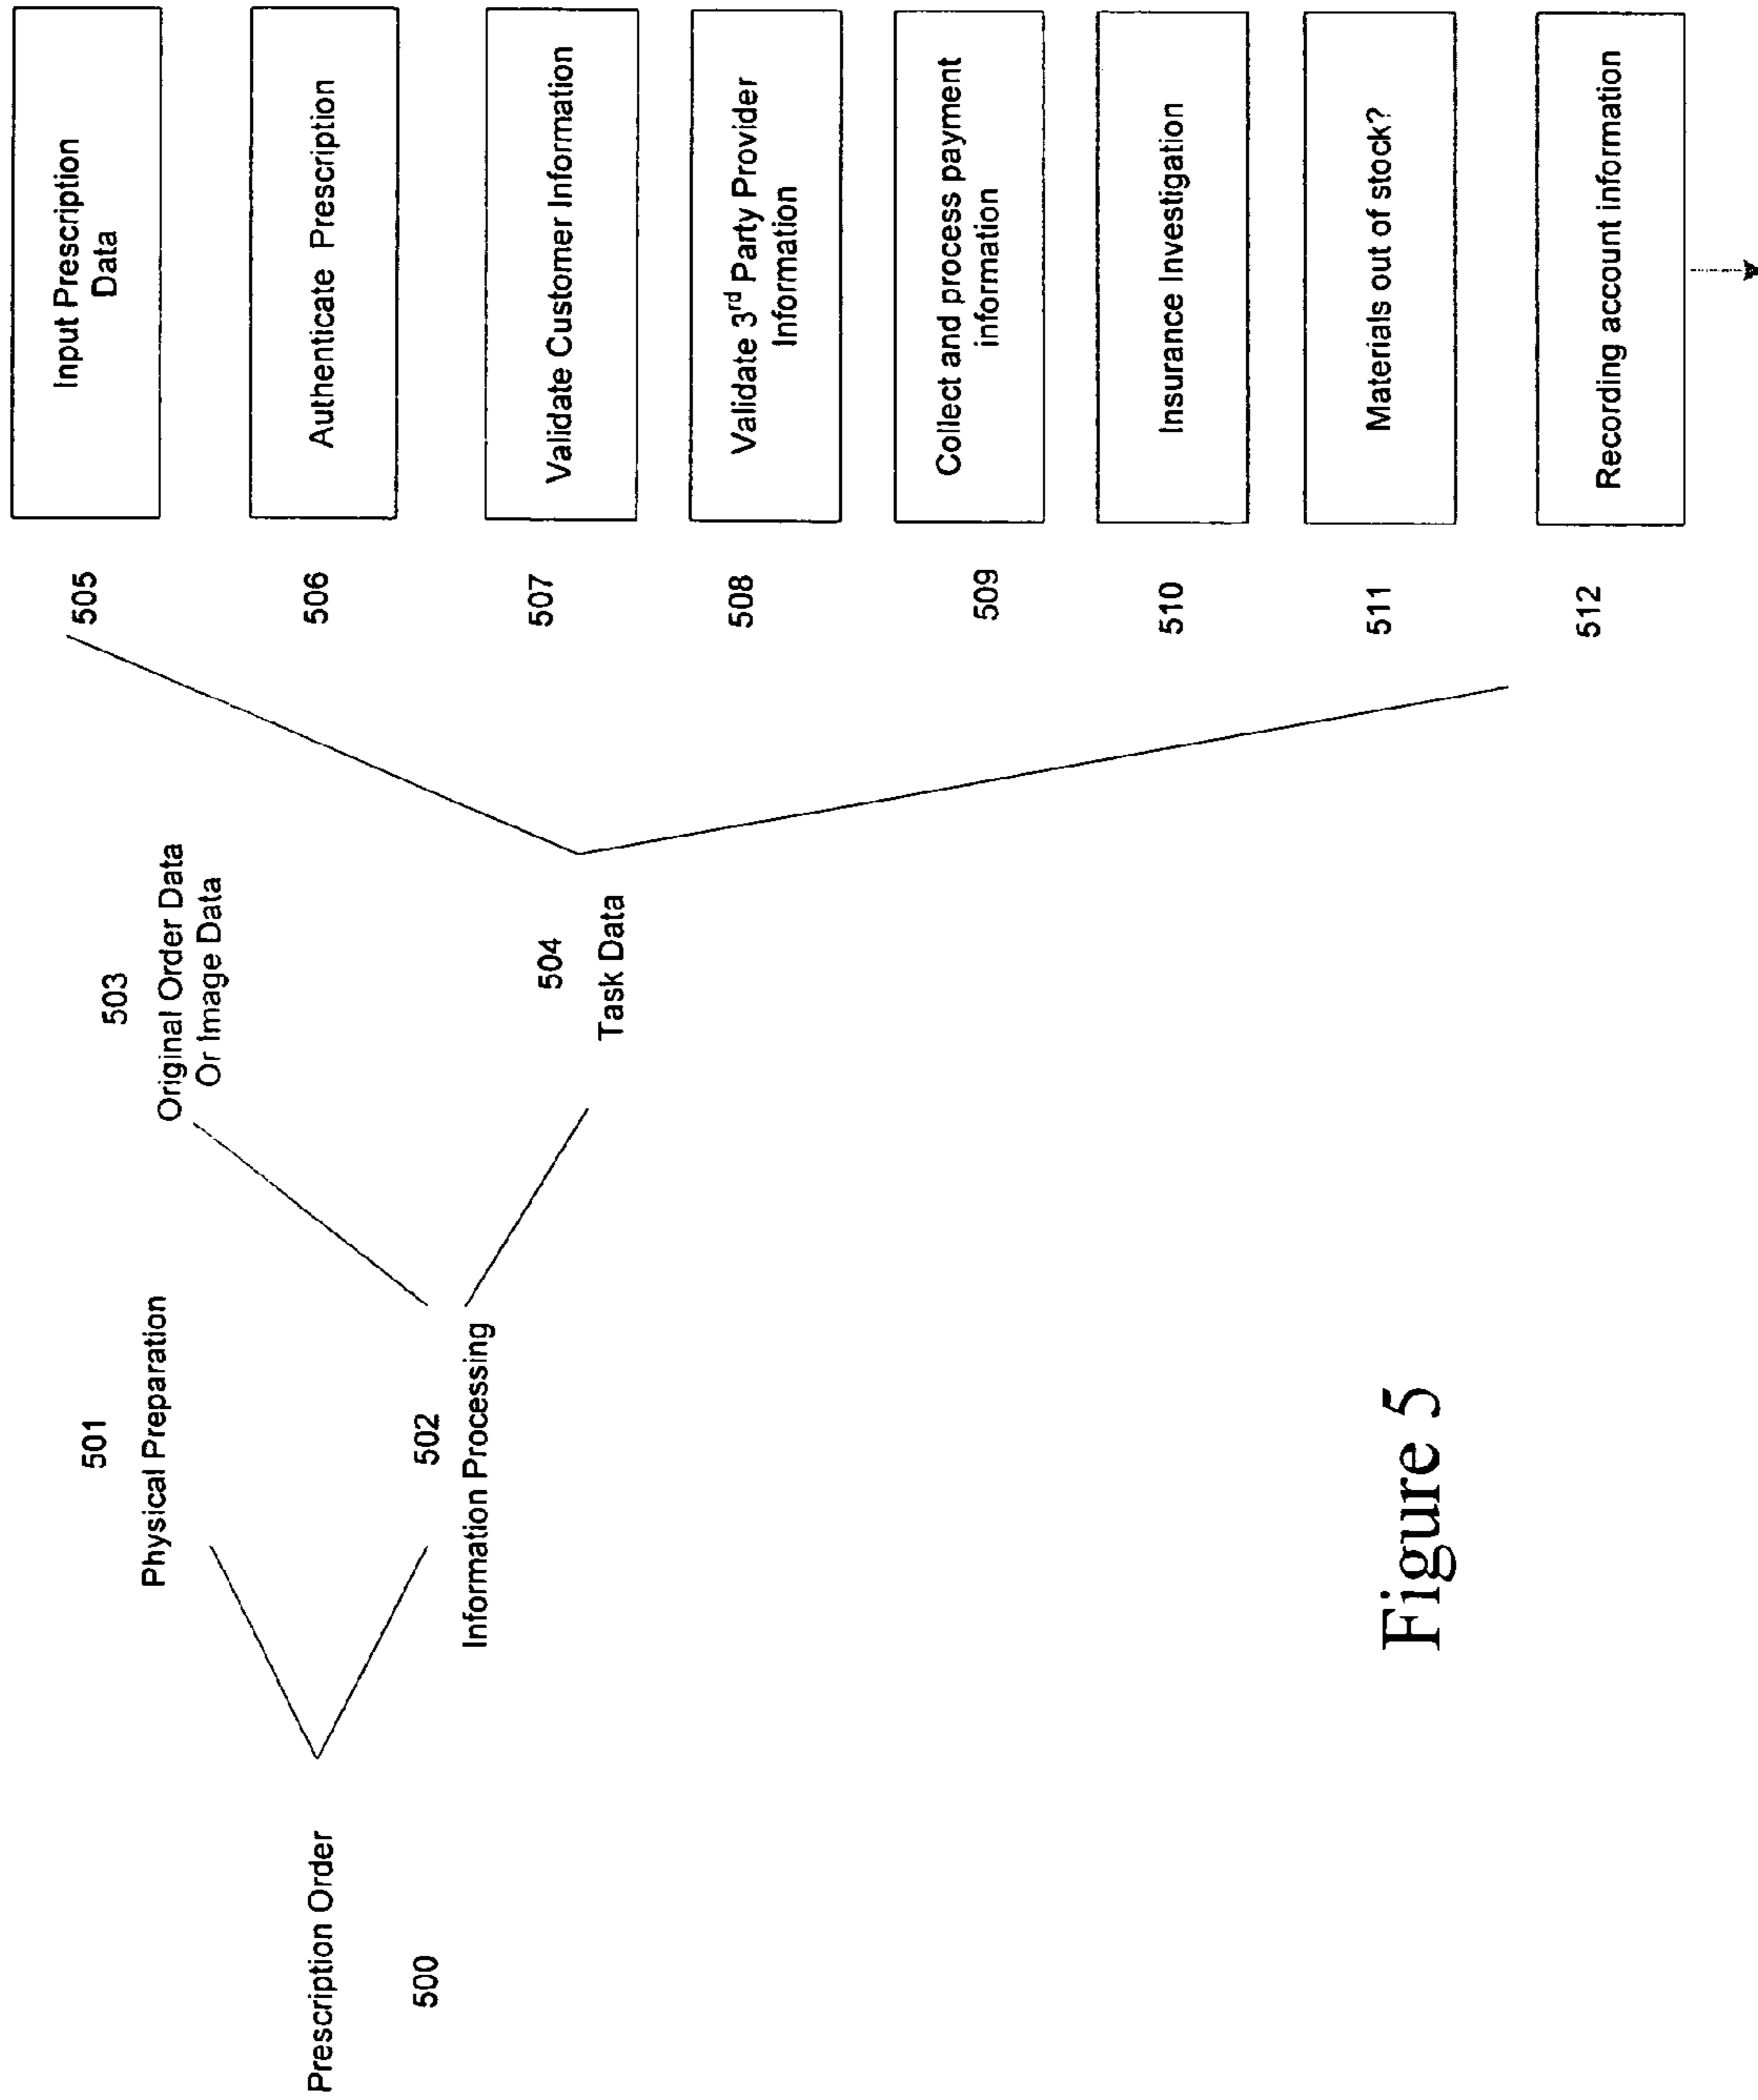 Prescription Order
500
501
Physical Preparation
502
Information Processing
503
Original Order Data
Or Image Data
504
Task Data
505
Input Prescription
Data
506
Authenticate Prescription
507
Validate Customer Information
508
Validate 3rd Party Provider
Information
509
Collect and process payment
information
510
Insurance Investigation
511
Materials out of stock?
512
Recording account information
Figure 5